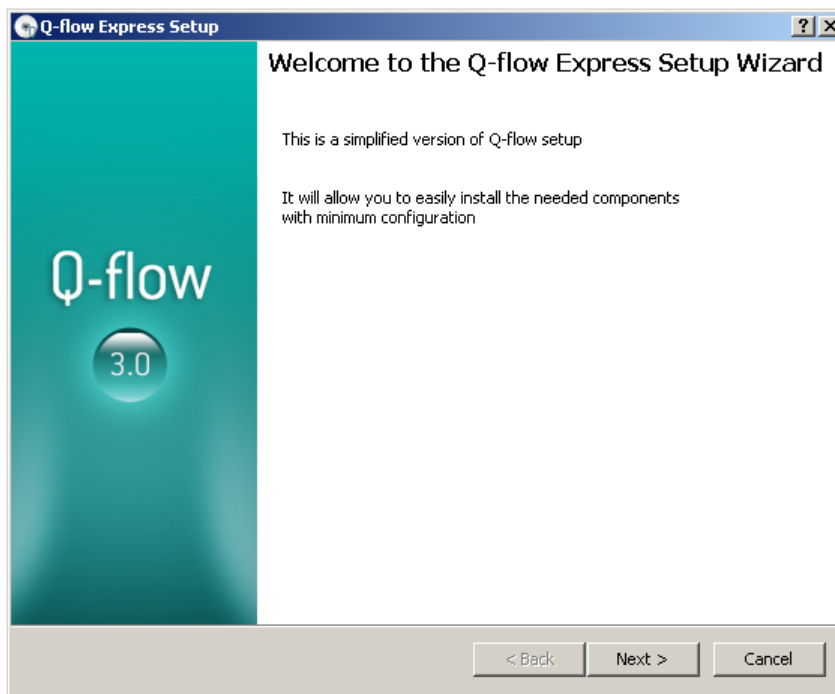 Q-flow Express Setup
Welcome to the Q-flow Express Setup Wizard
This is a simplified version of Q-flow setup
It will allow you to easily install the needed components
with minimum configuration
Q-flow
3.0
< Back
Next >
Cancel